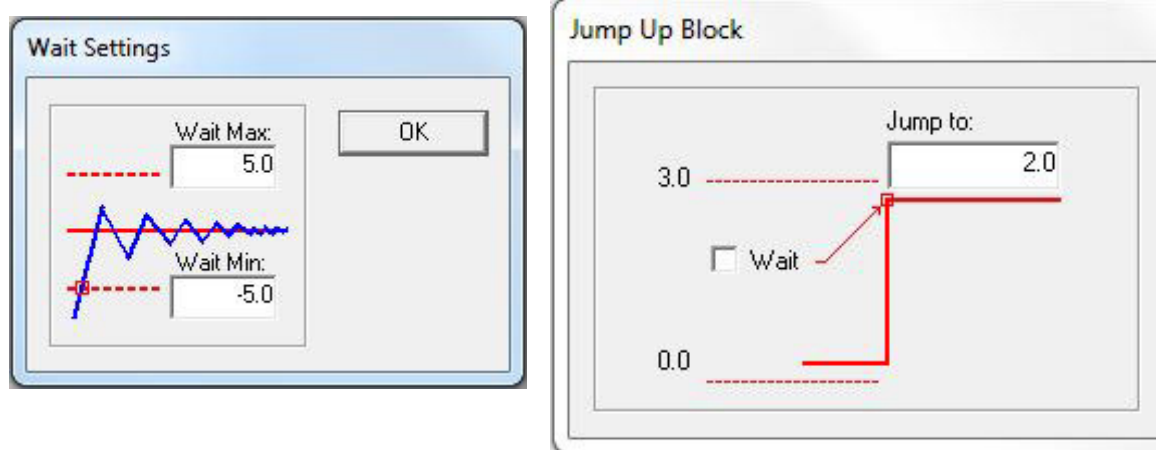 Wait Settings
Wait Max:
5.0
OK
Wait Min:
-5.0
Jump Up Block
Jump to:
2.0
3.0
Wait
0.0